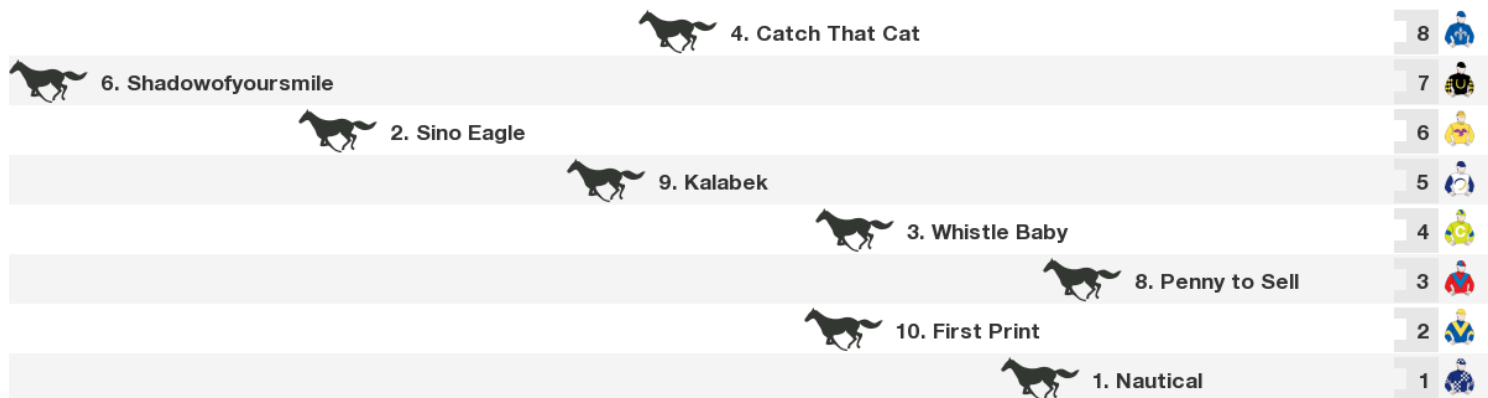 4. Catch That Cat 8
6. Shadowofyoursmile 7
2. Sino Eagle 6
9. Kalabek 5
3. Whistle Baby C 4
8. Penny to Sell 3
10. First Print 2
1. Nautical 1